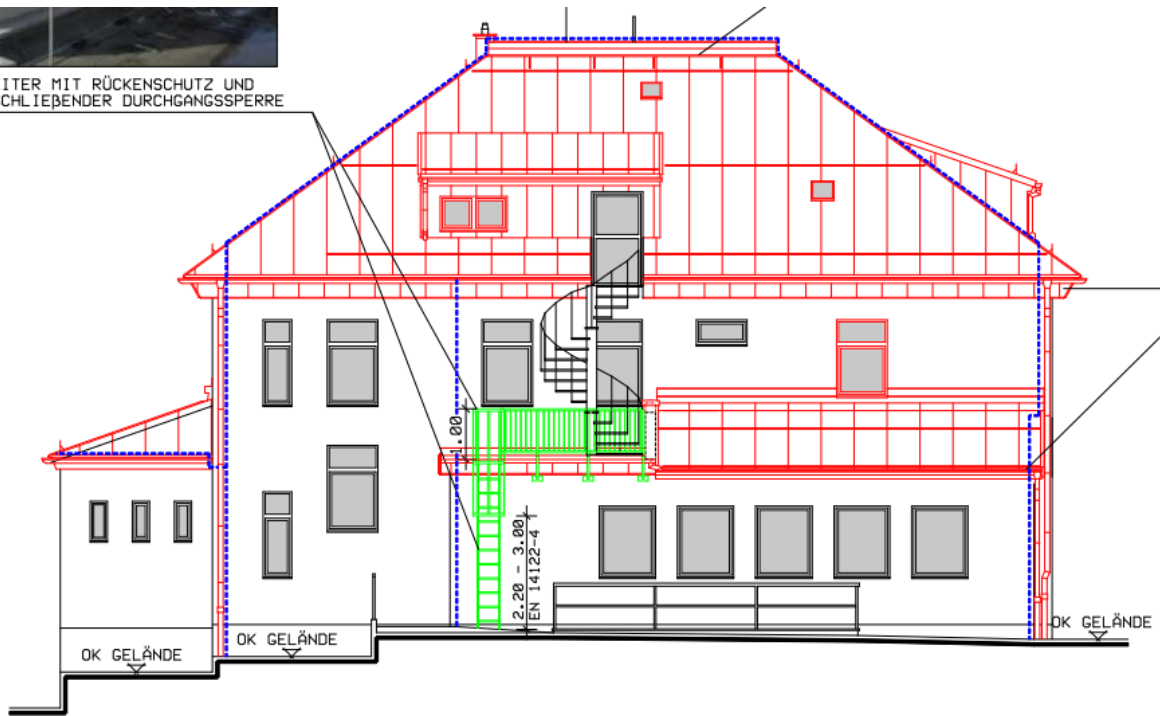 ITER MIT RÜCKENSCHUTZ UND
SCHLIEßENDER DURCHGANGSSPERRE
1.00
2.20 - 3.00
EN 14122-4
OK GELÄNDE
OK GELÄNDE
OK GELÄNDE